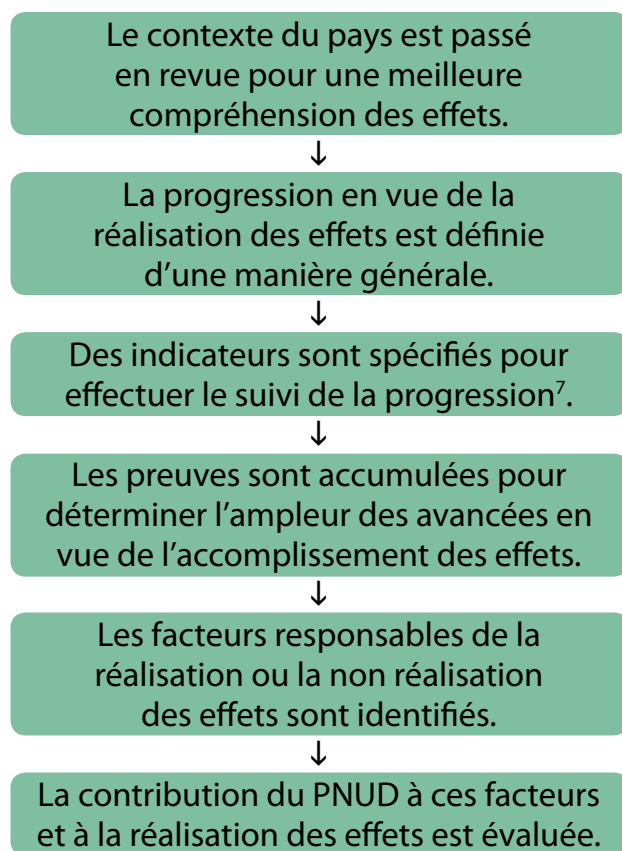 Le contexte du pays est passé
en revue pour une meilleure
compréhension des effets.
↓
La progression en vue de la
réalisation des effets est définie
d’une manière générale.
↓
Des indicateurs sont spécifiés pour
effectuer le suivi de la progression⁷.
↓
Les preuves sont accumulées pour
déterminer l’ampleur des avancées en
vue de l’accomplissement des effets.
↓
Les facteurs responsables de la
réalisation ou la non réalisation
des effets sont identifiés.
↓
La contribution du PNUD à ces facteurs
et à la réalisation des effets est évaluée.